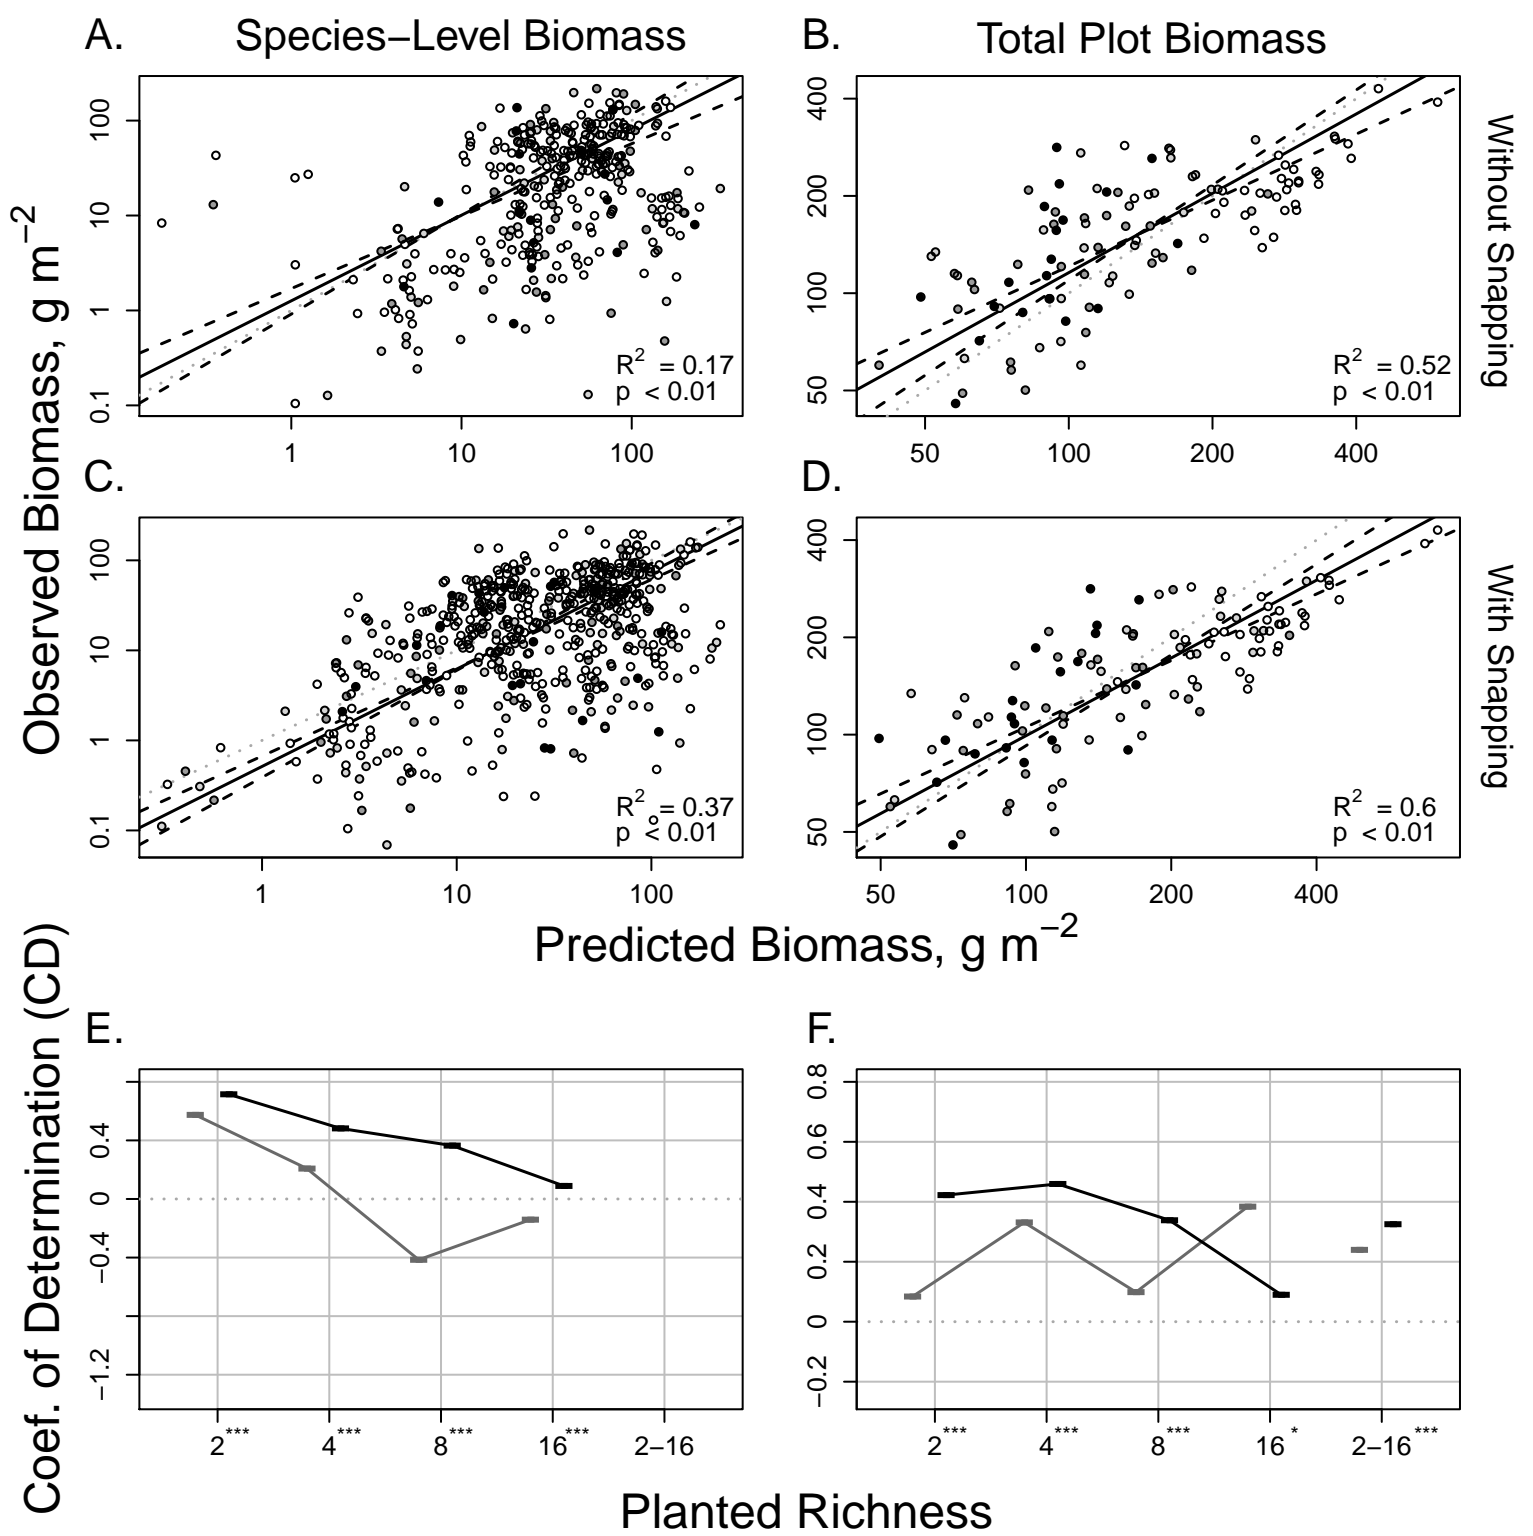 A.
Species−Level Biomass
B.
Total Plot Biomass
Observed Biomass, g m−2
100
10
1
0.1
R2 = 0.17
p < 0.01
1
10
100
400
200
100
50
R2 = 0.52
p < 0.01
50
100
200
400
Without Snapping
C.
100
10
1
0.1
R2 = 0.37
p < 0.01
1
10
100
D.
400
200
100
50
R2 = 0.6
p < 0.01
50
100
200
400
With Snapping
Predicted Biomass, g m−2
Coef. of Determination (CD)
E.
0.4
0
−0.4
−1.2
2***
4***
8***
16***
2−16
F.
0.8
0.6
0.4
0.2
0
−0.2
2***
4***
8***
16 *
2−16 ***
Planted Richness